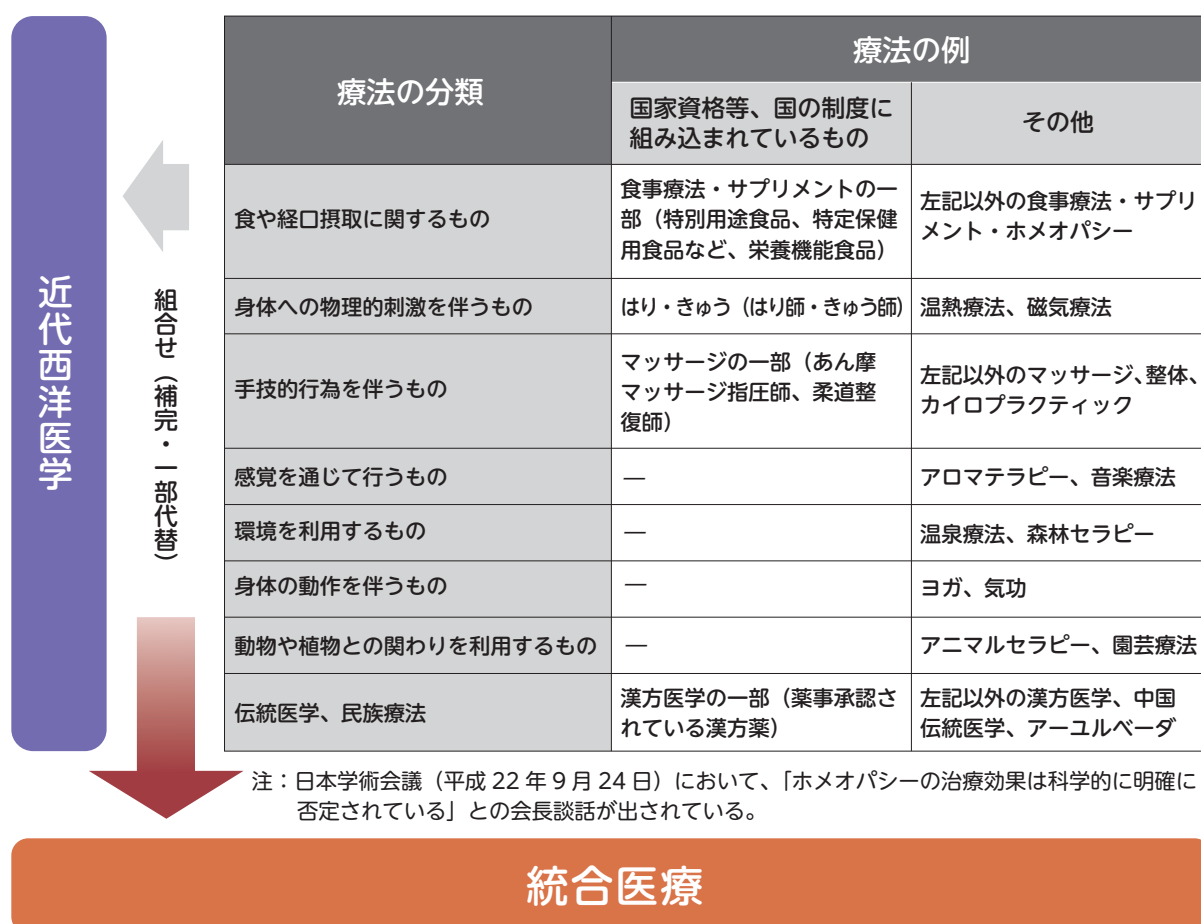 近代西洋医学
組合せ（補完・一部代替）
療法の分類
療法の例
国家資格等、国の制度に
組み込まれているもの
その他
食や経口摂取に関するもの
食事療法・サプリメントの一
部（特別用途食品、特定保健
用食品など、栄養機能食品）
左記以外の食事療法・サプリ
メント・ホメオパシー
身体への物理的刺激を伴うもの
はり・きゅう（はり師・きゅう師）
温熱療法、磁気療法
手技的行為を伴うもの
マッサージの一部（あん摩
マッサージ指圧師、柔道整
復師）
左記以外のマッサージ、整体、
カイロプラクティック
感覚を通じて行うもの
―
アロマテラピー、音楽療法
環境を利用するもの
―
温泉療法、森林セラピー
身体の動作を伴うもの
―
ヨガ、気功
動物や植物との関わりを利用するもの
―
アニマルセラピー、園芸療法
伝統医学、民族療法
漢方医学の一部（薬事承認さ
れている漢方薬）
左記以外の漢方医学、中国
伝統医学、アーユルベーダ
注：日本学術会議（平成 22 年 9 月 24 日）において、「ホメオパシーの治療効果は科学的に明確に
否定されている」との会長談話が出されている。
統合医療